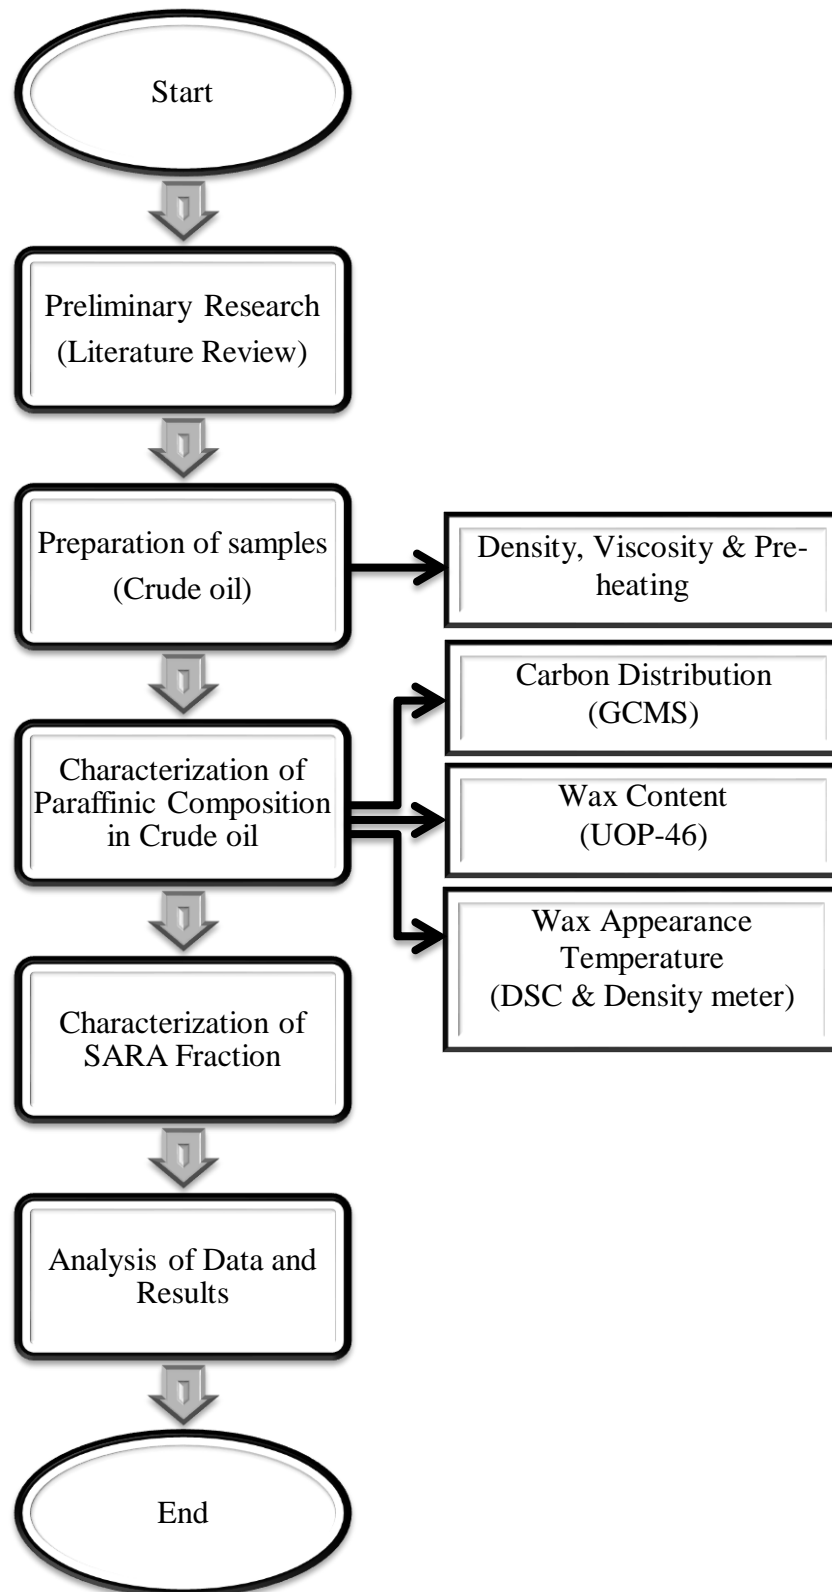 Start
Preliminary Research
(Literature Review)
Preparation of samples
(Crude oil)
Density, Viscosity & Pre-
heating
Carbon Distribution
(GCMS)
Characterization of
Paraffinic Composition
in Crude oil
Wax Content
(UOP-46)
Wax Appearance
Temperature
(DSC & Density meter)
Characterization of
SARA Fraction
Analysis of Data and
Results
End